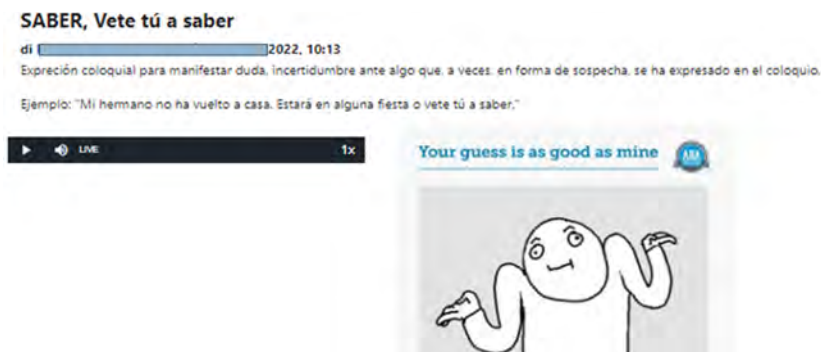 SABER, Vete tú a saber
di 2022, 10:13
Expreción coloquial para manifestar duda, incertidumbre ante algo que, a veces, en forma de sospecha, se ha expresado en el coloquio.
Ejemplo: "Mi hermano no ha vuelto a casa. Estará en alguna fiesta o vete tú a saber."
LIVE 1x
Your guess is as good as mine